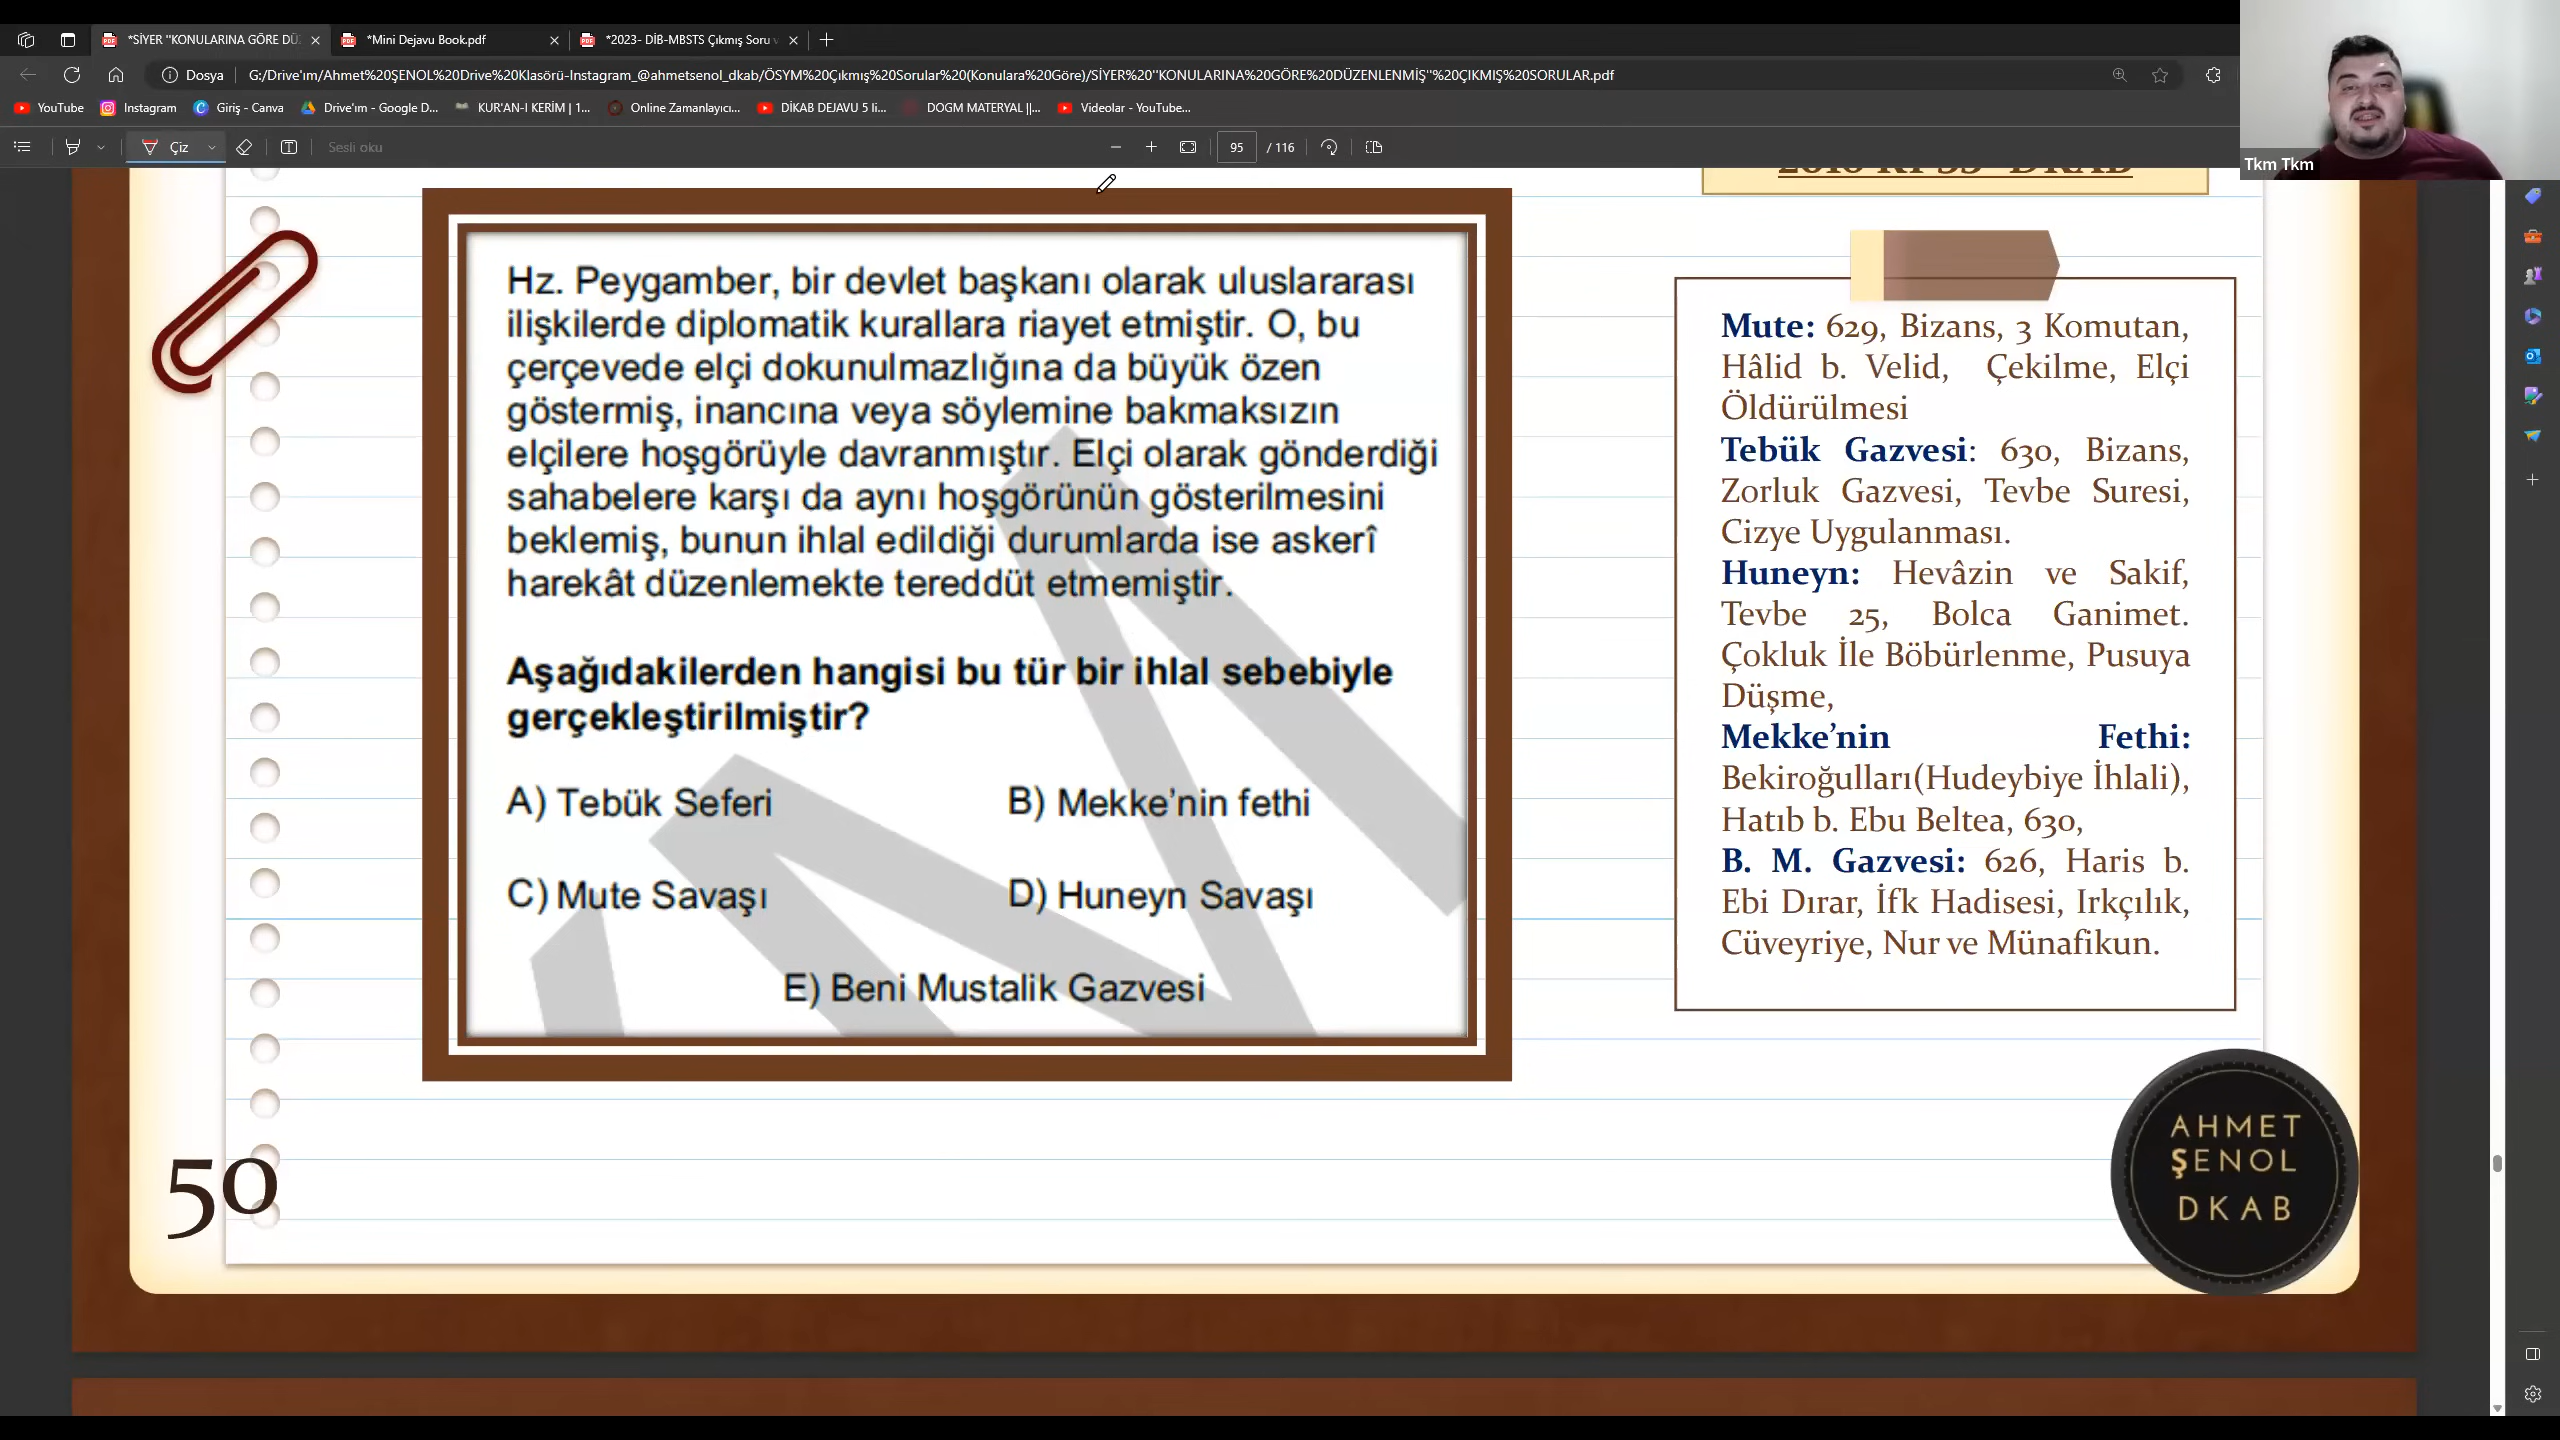 *SİYER "KONULARINA GÖRE DÜ
*Mini Dejavu Book.pdf
*2023- DİB-MBSTS Çıkmış Soru v
Dosya
G:/Drive'ım/Ahmet%20ŞENOL%20Drive%20Klasörü-Instagram_@ahmetsenol_dkab/ÖSYM%20Çıkmış%20Sorular%20(Konulara%20Göre)/SİYER%20''KONULARINA%20GÖRE%20DÜZENLENMİŞ''%20ÇIKMIŞ%20SORULAR.pdf
YouTube
Instagram
Giriş - Canva
Drive'ım - Google D...
KUR'AN-I KERİM | 1...
Online Zamanlayıcı...
DİKAB DEJAVU 5 li...
DOGM MATERYAL ||...
Videolar - YouTube...
Çiz
Sesli oku
95 / 116
Tkm Tkm
Hz. Peygamber, bir devlet başkanı olarak uluslararası
ilişkilerde diplomatik kurallara riayet etmiştir. O, bu
çerçevede elçi dokunulmazlığına da büyük özen
göstermiş, inancına veya söylemine bakmaksızın
elçilere hoşgörüyle davranmıştır. Elçi olarak gönderdiği
sahabelere karşı da aynı hoşgörünün gösterilmesini
beklemiş, bunun ihlal edildiği durumlarda ise askerî
harekât düzenlemekte tereddüt etmemiştir.
Aşağıdakilerden hangisi bu tür bir ihlal sebebiyle
gerçekleştirilmiştir?
A) Tebük Seferi
B) Mekke'nin fethi
C) Mute Savaşı
D) Huneyn Savaşı
E) Beni Mustalik Gazvesi
Mute: 629, Bizans, 3 Komutan,
Hâlid b. Velid, Çekilme, Elçi
Öldürülmesi
Tebük Gazvesi: 630, Bizans,
Zorluk Gazvesi, Tevbe Suresi,
Cizye Uygulanması.
Huneyn: Hevâzin ve Sakif,
Tevbe 25, Bolca Ganimet.
Çokluk İle Böbürlenme, Pusuya
Düşme,
Mekke'nin Fethi:
Bekiroğulları(Hudeybiye İhlali),
Hatıb b. Ebu Beltea, 630,
B. M. Gazvesi: 626, Haris b.
Ebi Dırar, İfk Hadisesi, Irkçılık,
Cüveyriye, Nur ve Münafikun.
50
AHMET
ŞENOL
DKAB